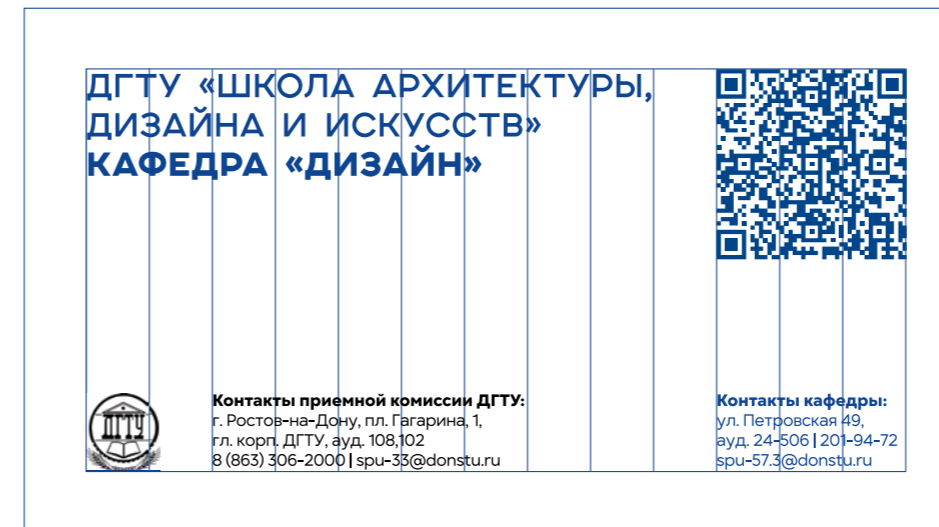 ДГТУ «ШКОЛА АРХИТЕКТУРЫ,
ДИЗАЙНА И ИСКУССТВ»
КАФЕДРА «ДИЗАЙН»
ДГТУ
Контакты приемной комиссии ДГТУ:
г. Ростов-на-Дону, пл. Гагарина, 1,
гл. корп. ДГТУ, ауд. 108,102
8 (863) 306-2000 | spu-33@donstu.ru
Контакты кафедры:
ул. Петровская 49,
ауд. 24-506 | 201-94-72
spu-57.3@donstu.ru